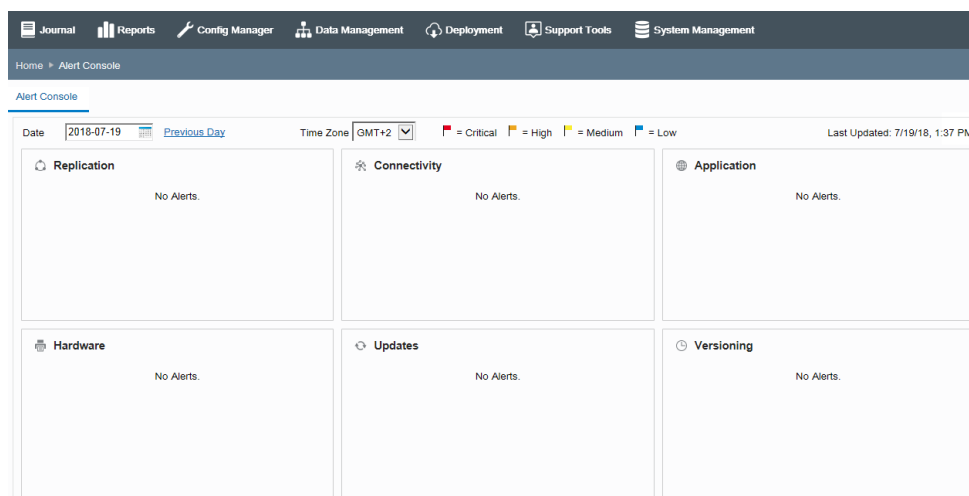 Journal Reports Config Manager Data Management Deployment Support Tools System Management
Home Alert Console
Alert Console
Date 2018-07-19 Previous Day Time Zone GMT+2 = Critical = High = Medium = Low Last Updated: 7/19/18, 1:37 PM
Replication Connectivity Application
No Alerts. No Alerts. No Alerts.
Hardware Updates Versioning
No Alerts. No Alerts. No Alerts.